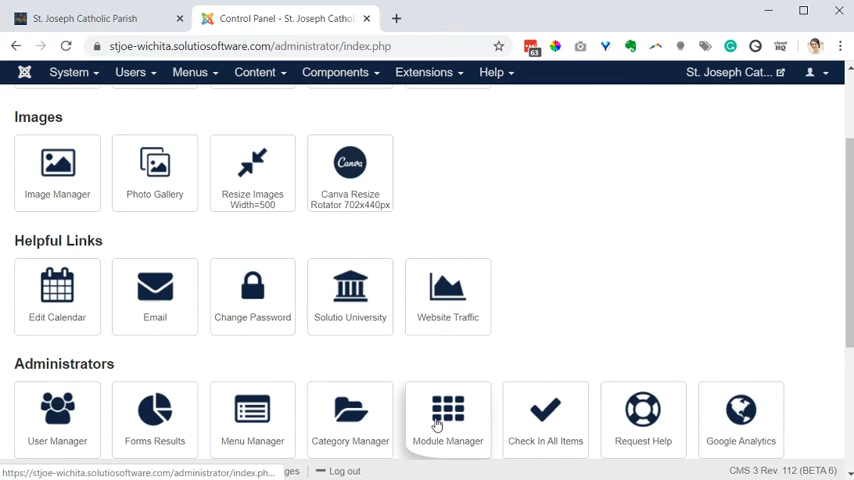 St. Joseph Catholic Parish
Control Panel - St. Joseph Cathol
stjoe-wichita.solutiosoftware.com/administrator/index.php
63
System Users Menus Content Components Extensions Help St. Joseph Cat...
Images
Image Manager
Photo Gallery
Resize Images
Width=500
Canva
Canva Resize
Rotator 702x440px
Helpful Links
Edit Calendar
Email
Change Password
Solutio University
Website Traffic
Administrators
User Manager
Forms Results
Menu Manager
Category Manager
Module Manager
Check In All Items
Request Help
Google Analytics
https://stjoe-wichita.solutiosoftware.com/administrator/index.ph...
ges
Log out
CMS 3 Rev. 112 (BETA 6)